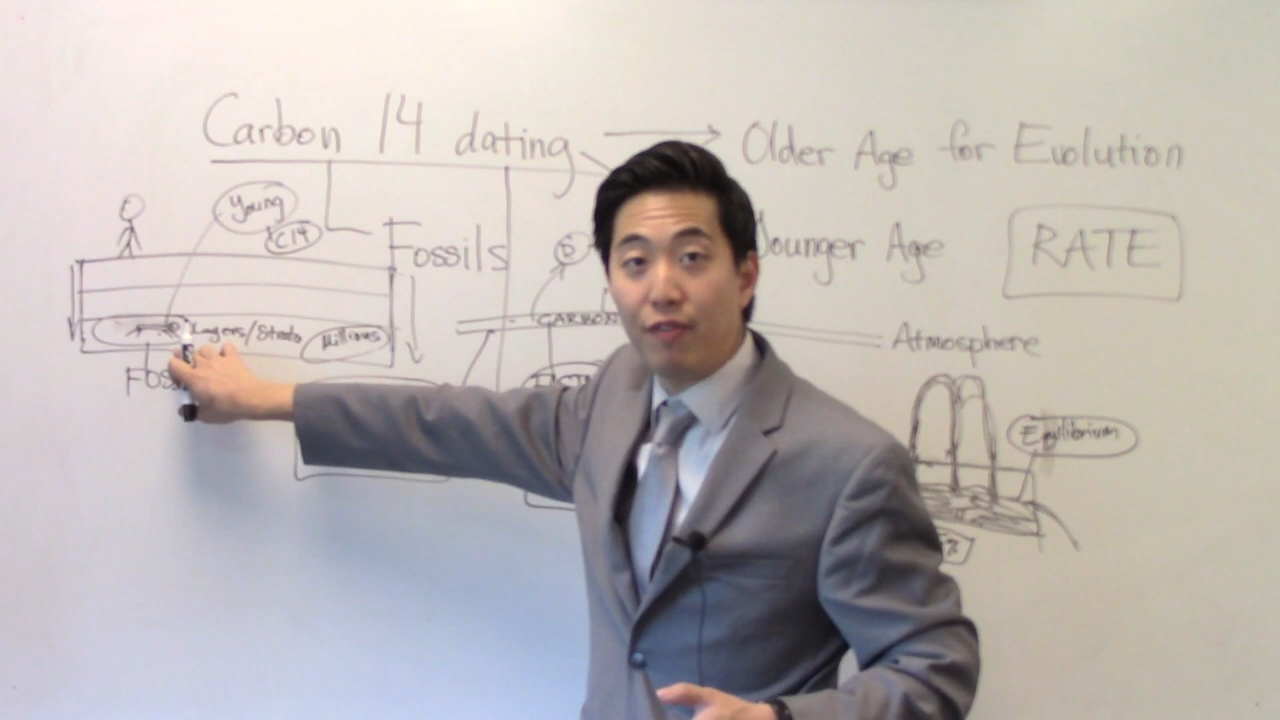 Carbon 14 dating → Older Age for Evolution
Young
C14
Fossils
Younger Age
RATE
CARBON
Layers/Strata
Millions
Atmosphere
Equilibrium